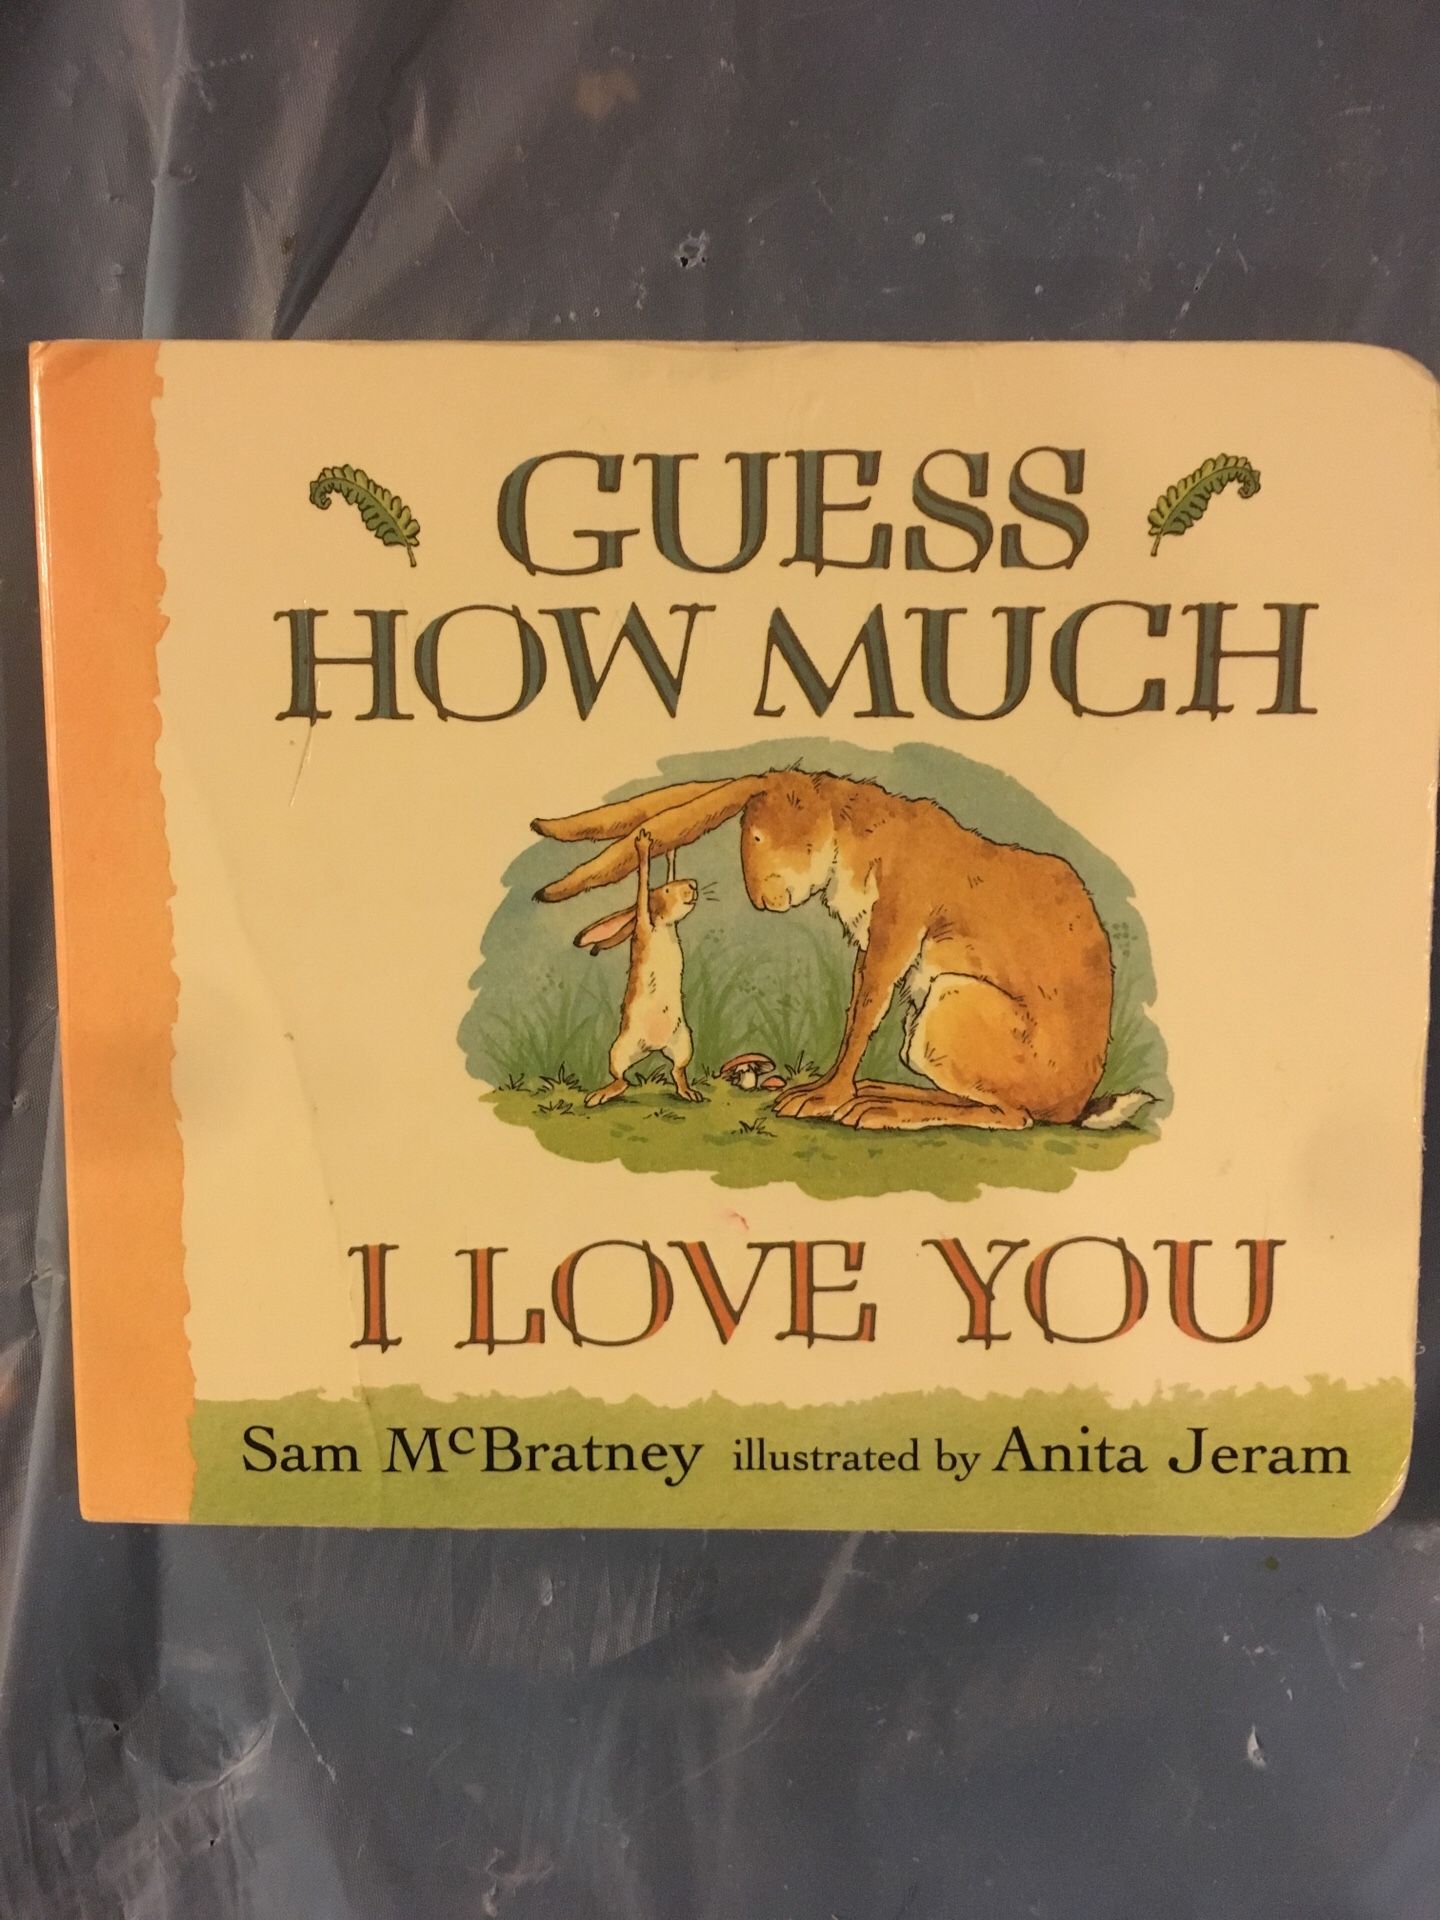 GUESS
HOW MUCH
I LOVE YOU
Sam McBratney illustrated by Anita Jeram